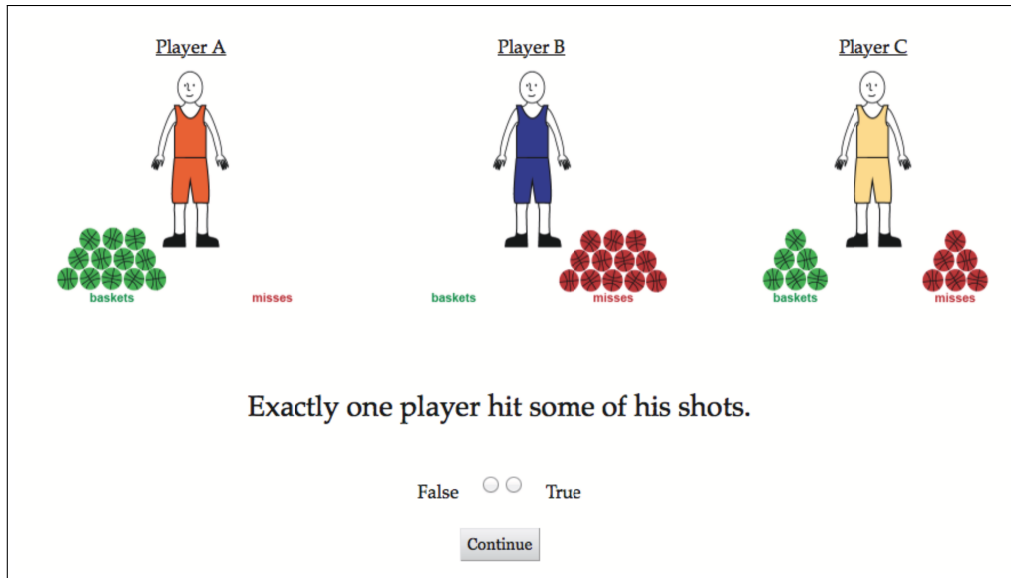 Player A Player B Player C
baskets misses baskets misses baskets misses
Exactly one player hit some of his shots.
False True
Continue